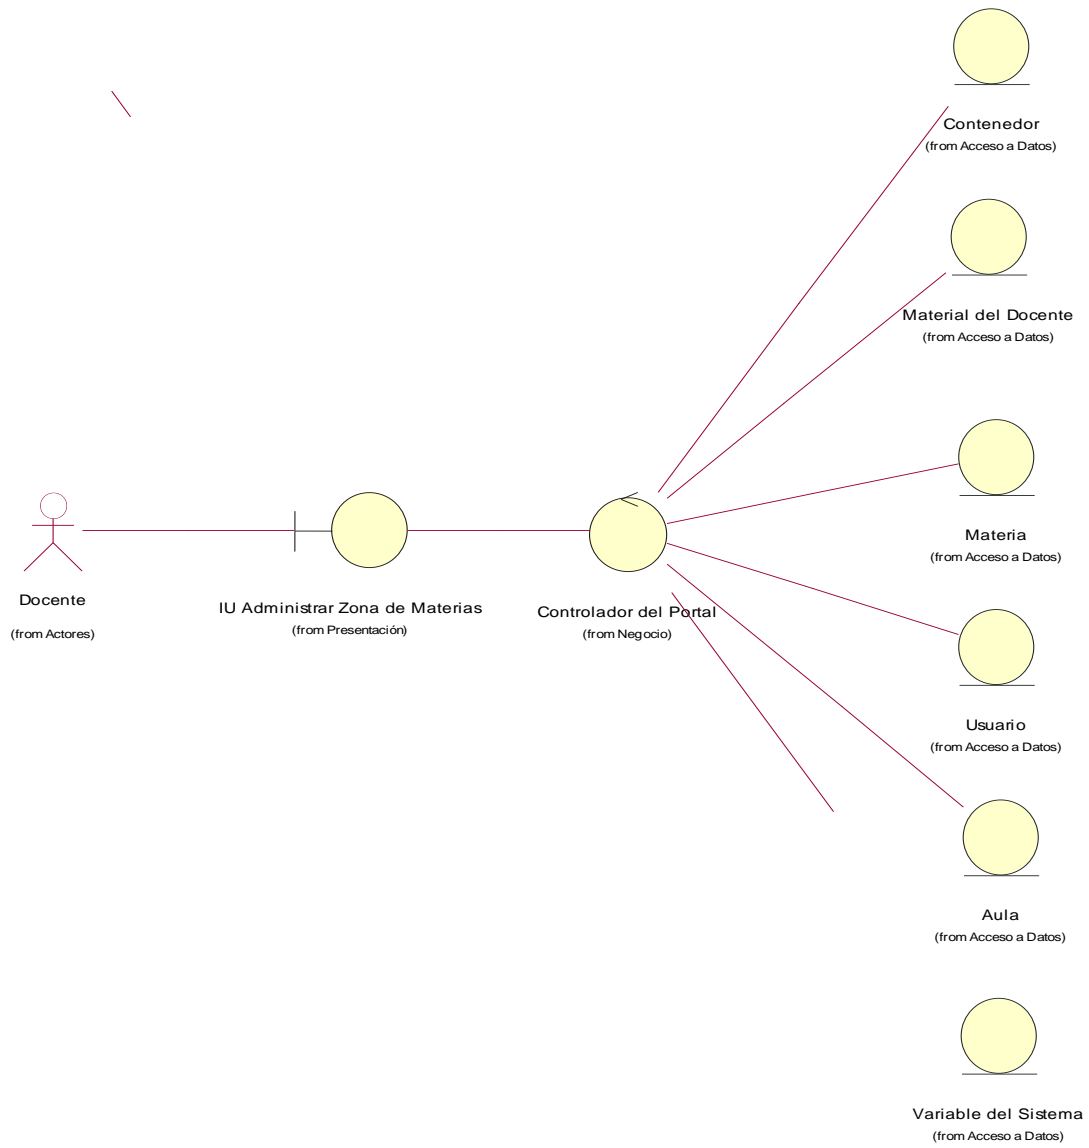 Contenedor
(from Acceso a Datos)
Material del Docente
(from Acceso a Datos)
Materia
(from Acceso a Datos)
Docente
(from Actores)
IU Administrar Zona de Materias
(from Presentación)
Controlador del Portal
(from Negocio)
Usuario
(from Acceso a Datos)
Aula
(from Acceso a Datos)
Variable del Sistema
(from Acceso a Datos)